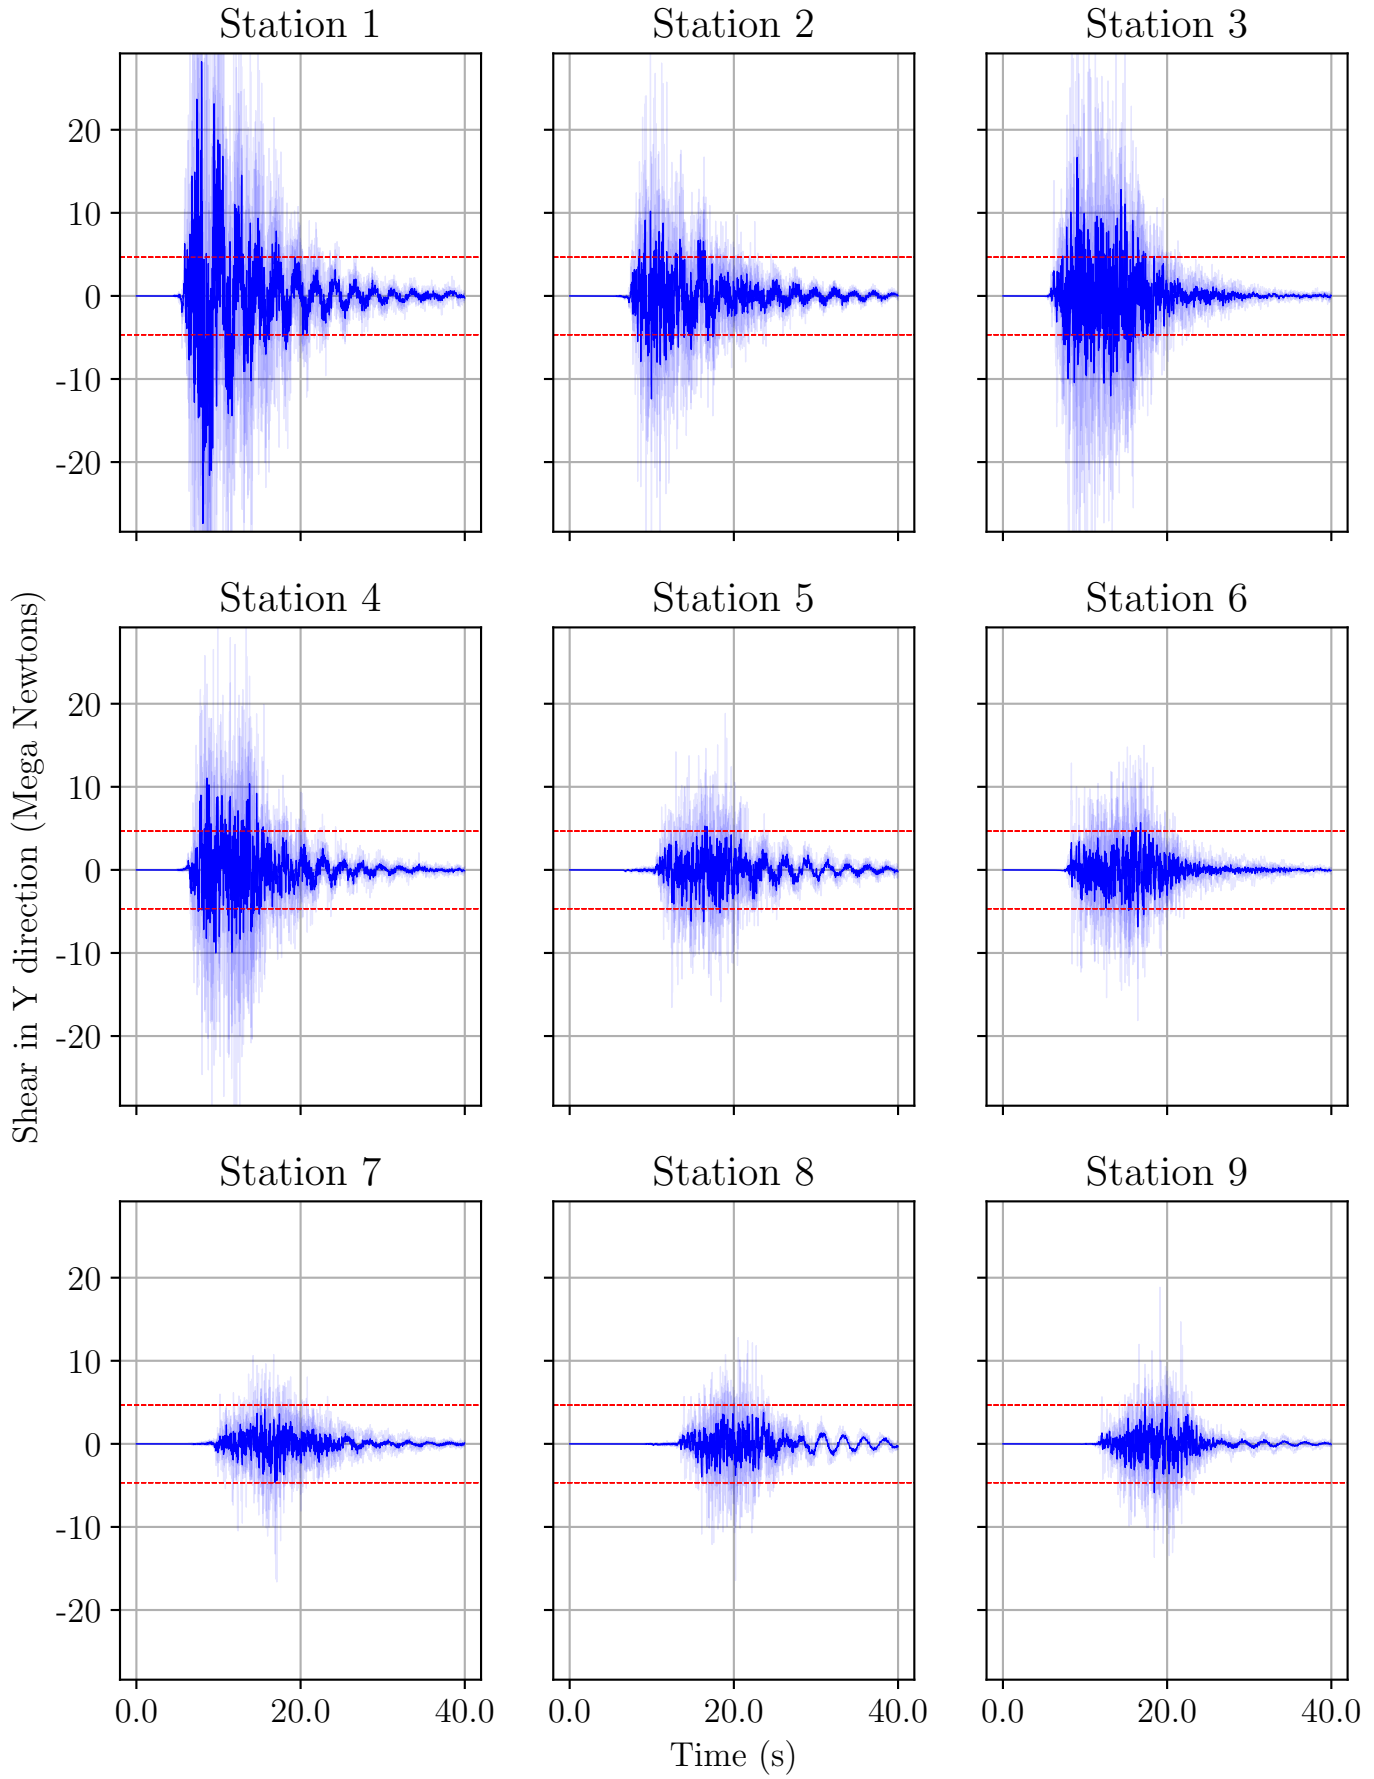 Station 1
Station 2
Station 3
20
10
0
-10
-20
Station 4
Station 5
Station 6
Shear in Y direction (Mega Newtons)
20
10
0
-10
-20
Station 7
Station 8
Station 9
20
10
0
-10
-20
0.0 20.0 40.0
0.0 20.0 40.0
0.0 20.0 40.0
Time (s)